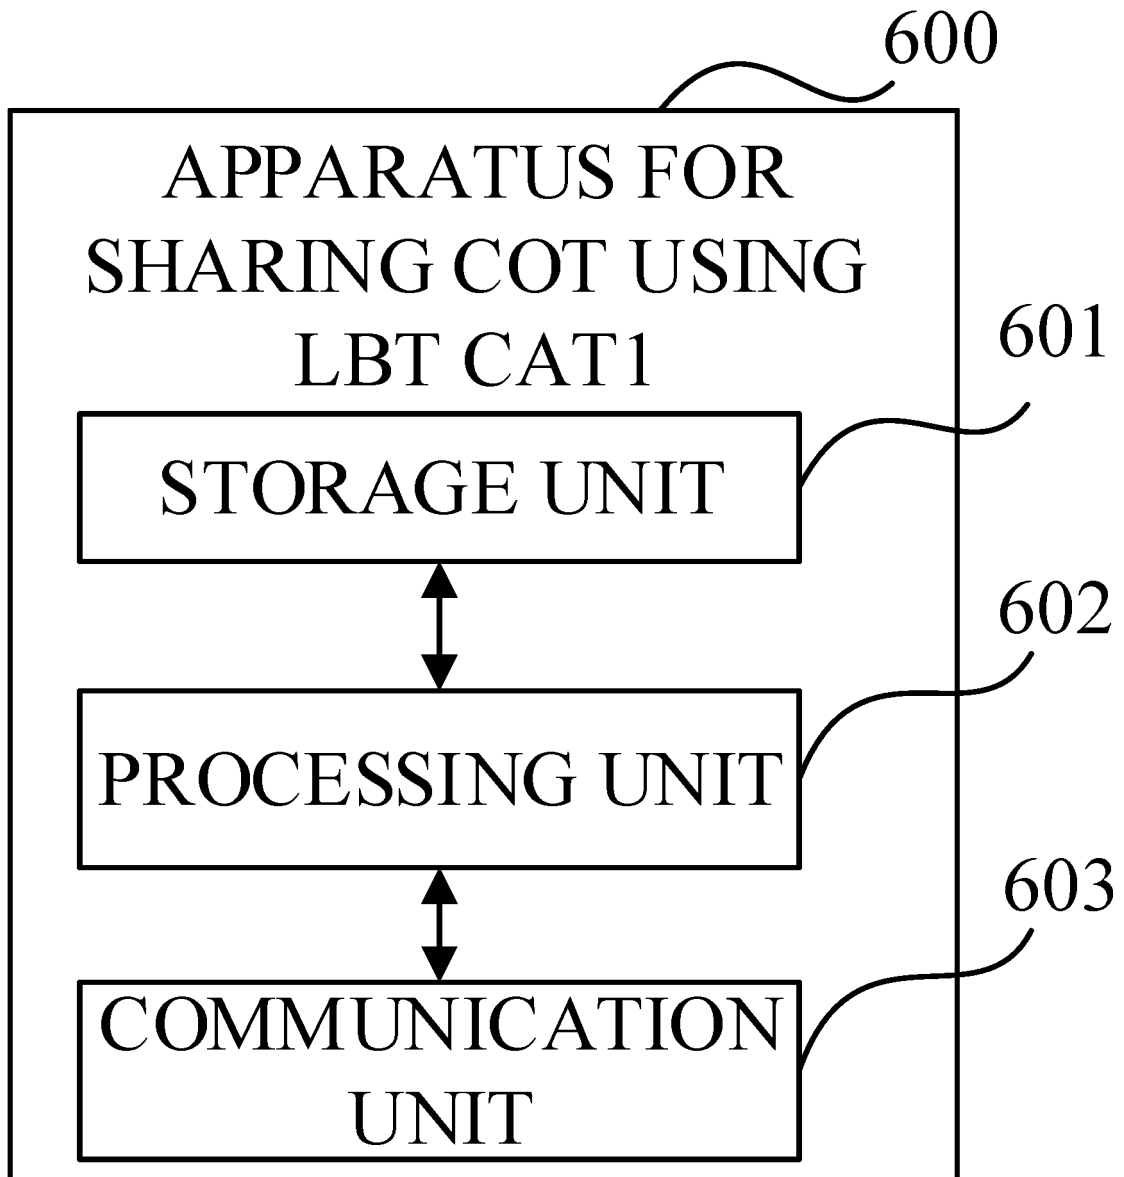 600
APPARATUS FOR
SHARING COT USING
LBT CAT1
601
STORAGE UNIT
602
PROCESSING UNIT
603
COMMUNICATION
UNIT